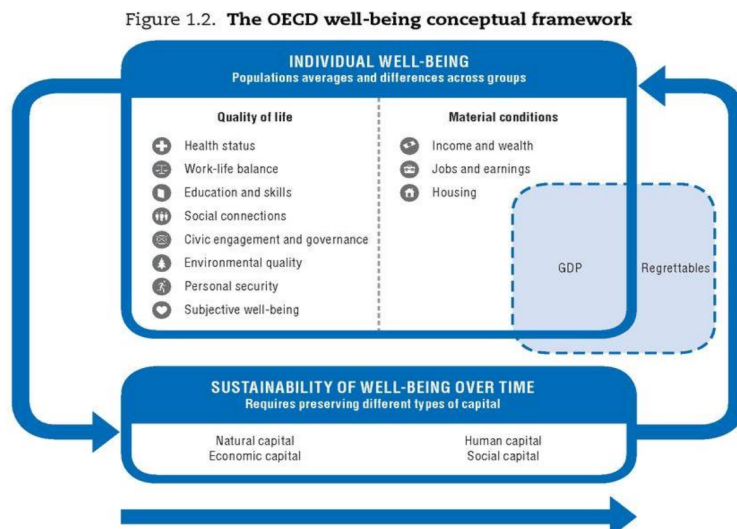 Figure 1.2. The OECD well-being conceptual framework
INDIVIDUAL WELL-BEING
Populations averages and differences across groups
Quality of life
Health status
Work-life balance
Education and skills
Social connections
Civic engagement and governance
Environmental quality
Personal security
Subjective well-being
Material conditions
Income and wealth
Jobs and earnings
Housing
GDP
Regrettables
SUSTAINABILITY OF WELL-BEING OVER TIME
Requires preserving different types of capital
Natural capital
Economic capital
Human capital
Social capital